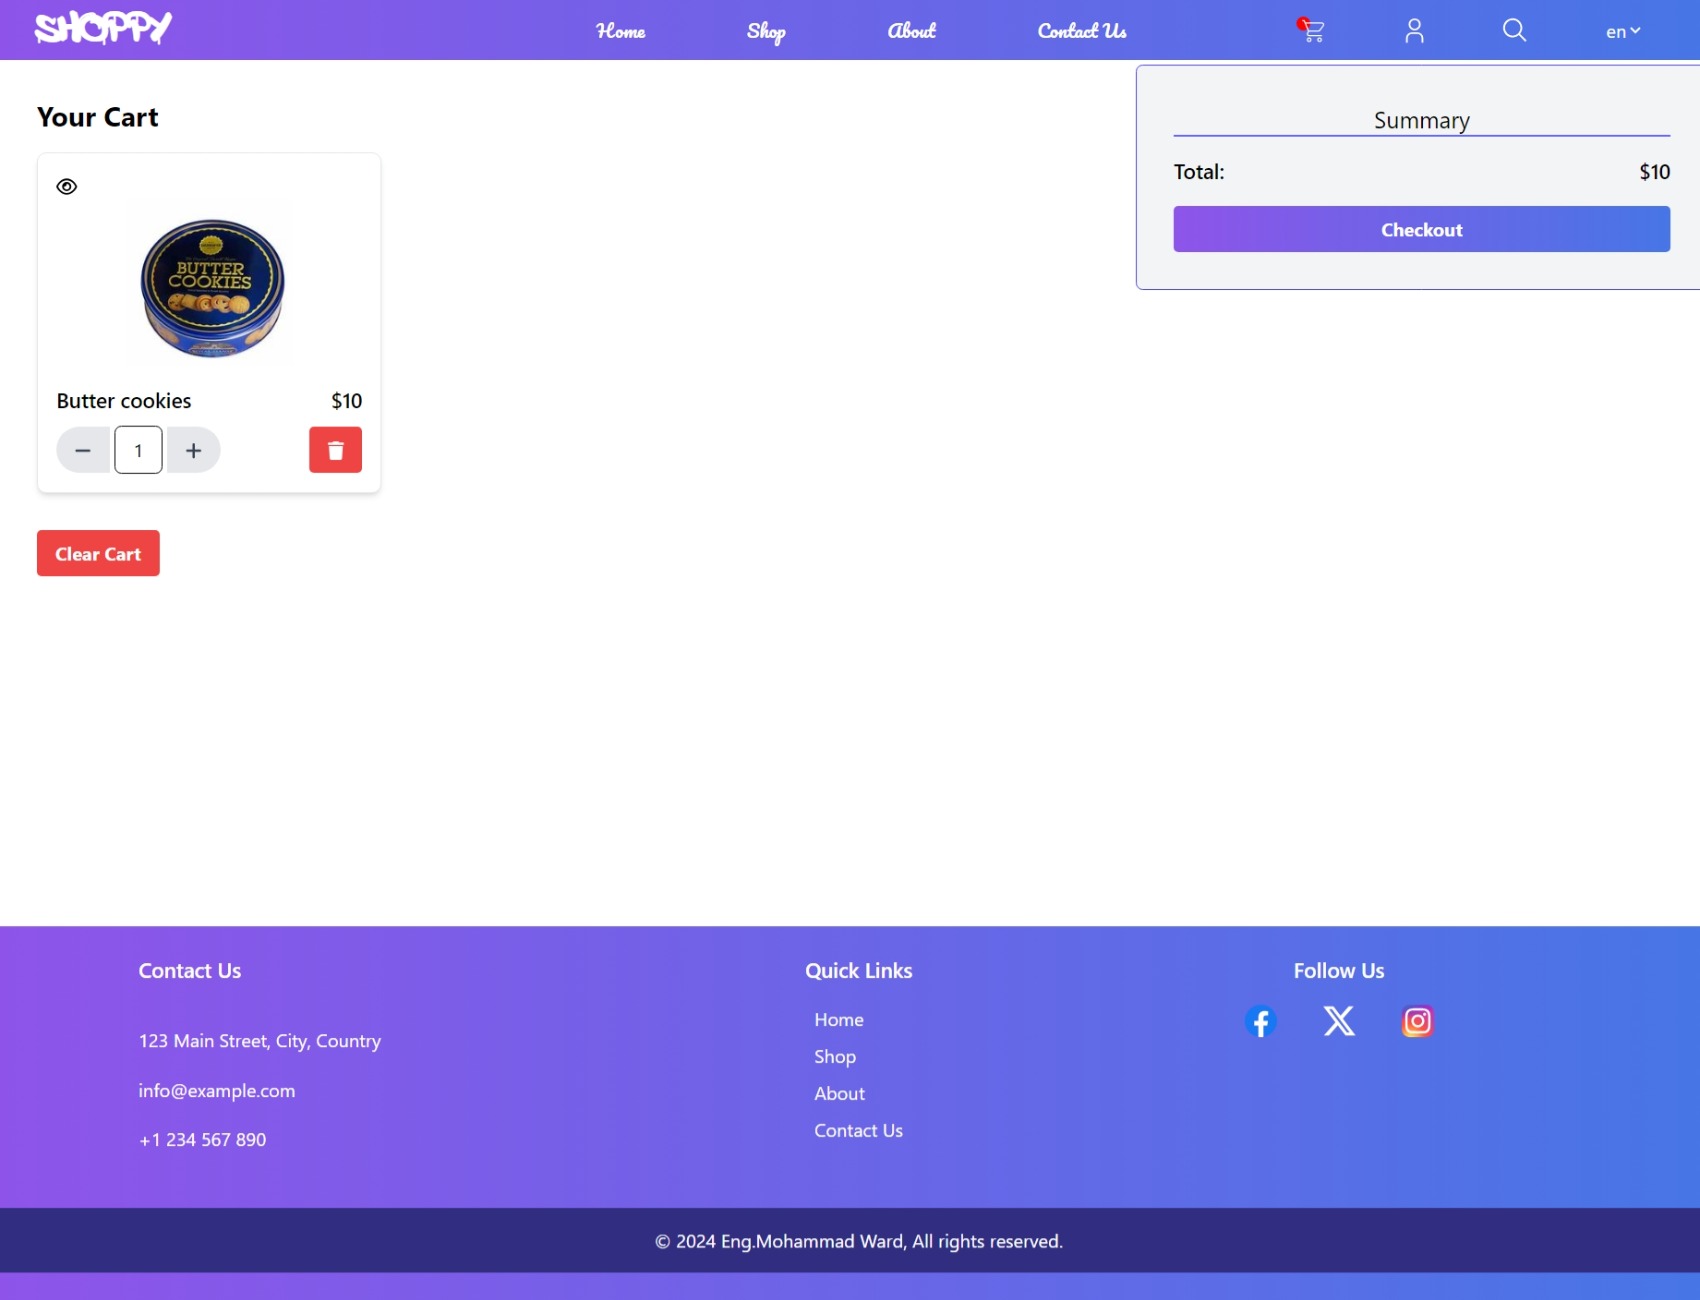 SHOPPY
Home
Shop
About
Contact Us
en
Your Cart
BUTTER
COOKIES
Butter cookies
$10
1
Clear Cart
Summary
Total:
$10
Checkout
Contact Us
123 Main Street, City, Country
info@example.com
+1 234 567 890
Quick Links
Home
Shop
About
Contact Us
Follow Us
© 2024 Eng.Mohammad Ward, All rights reserved.